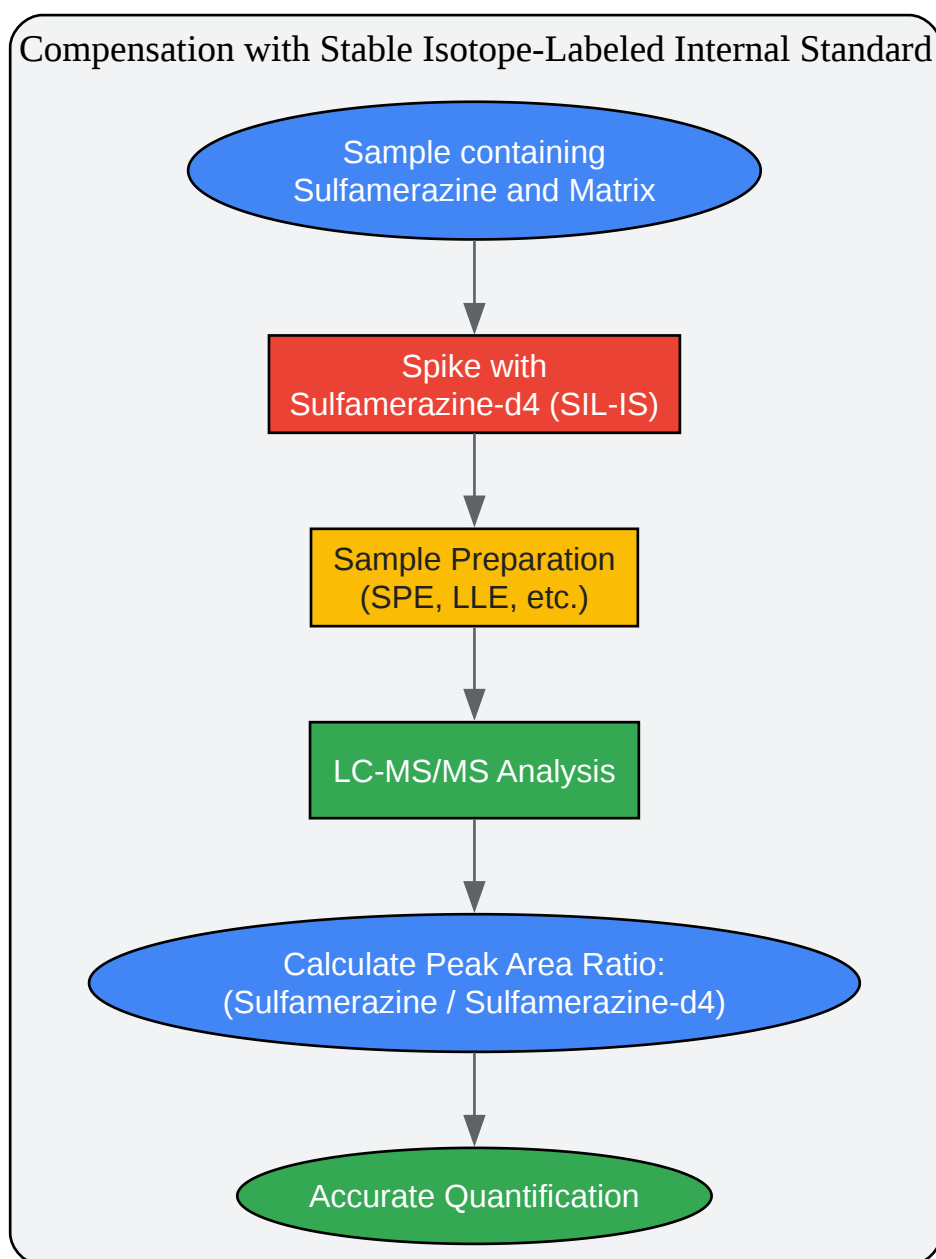 Compensation with Stable Isotope-Labeled Internal Standard
Sample containing
Sulfamerazine and Matrix
Spike with
Sulfamerazine-d4 (SIL-IS)
Sample Preparation
(SPE, LLE, etc.)
LC-MS/MS Analysis
Calculate Peak Area Ratio:
(Sulfamerazine / Sulfamerazine-d4)
Accurate Quantification